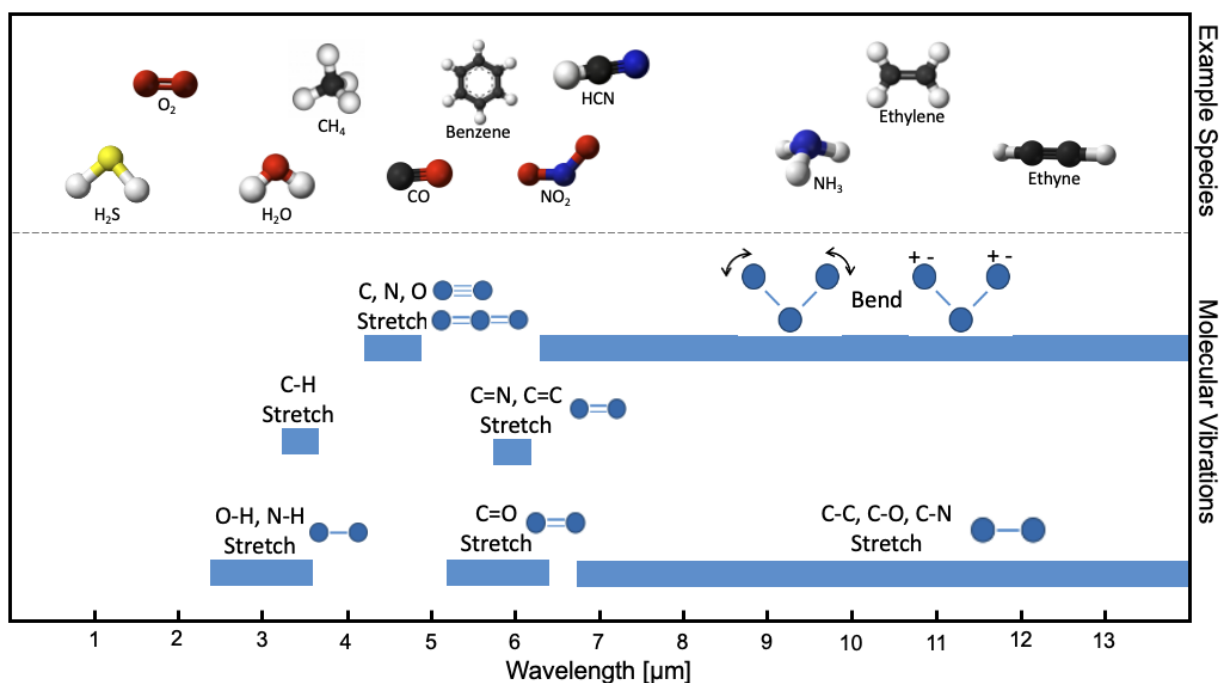 Example Species
O₂
CH₄
Benzene
HCN
Ethylene
H₂S
H₂O
CO
NO₂
NH₃
Ethyne
Molecular Vibrations
C, N, O
Stretch
+ -
+ -
Bend
C-H
Stretch
C=N, C=C
Stretch
O-H, N-H
Stretch
C=O
Stretch
C-C, C-O, C-N
Stretch
1 2 3 4 5 6 7 8 9 10 11 12 13
Wavelength [µm]